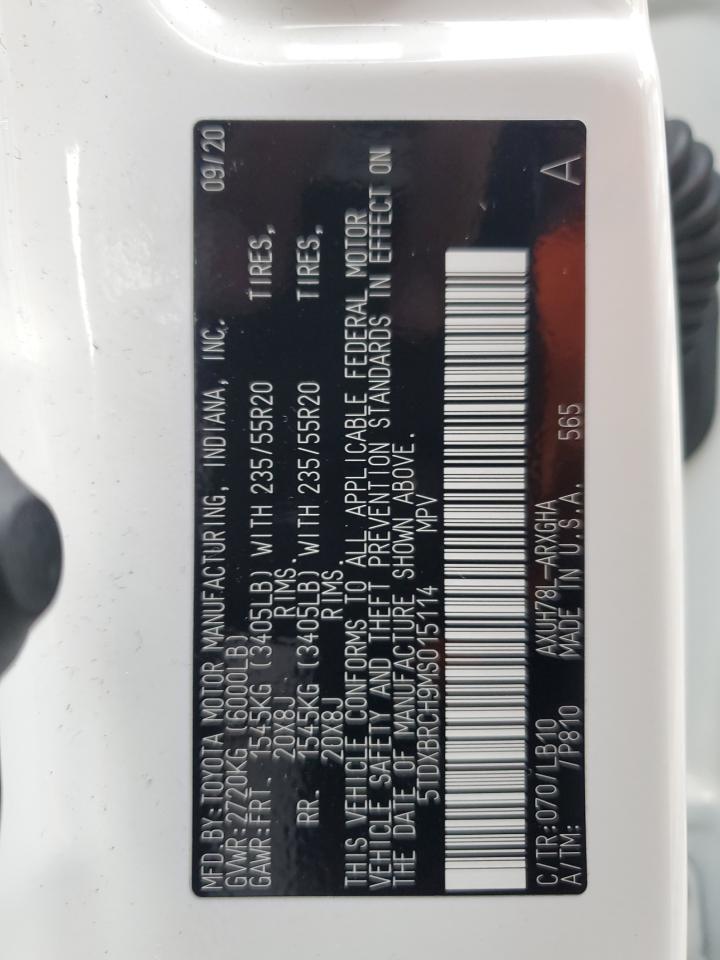 MFD.BY:TOYOTA MOTOR MANUFACTURING, INDIANA, INC. 09/20
GVWR:2720KG (6000LB)
GAWR:FRT. 1545KG (3405LB) WITH 235/55R20 TIRES,
20X8J RIMS.
RR. 1545KG (3405LB) WITH 235/55R20 TIRES,
20X8J RIMS.
THIS VEHICLE CONFORMS TO ALL APPLICABLE FEDERAL MOTOR
VEHICLE SAFETY AND THEFT PREVENTION STANDARDS IN EFFECT ON
THE DATE OF MANUFACTURE SHOWN ABOVE.
5TDXBRCH9MS015114 MPV
C/TR:070/LB10 AXUH78L-ARXGHA A
A/TM: /P810 MADE IN U.S.A. 565